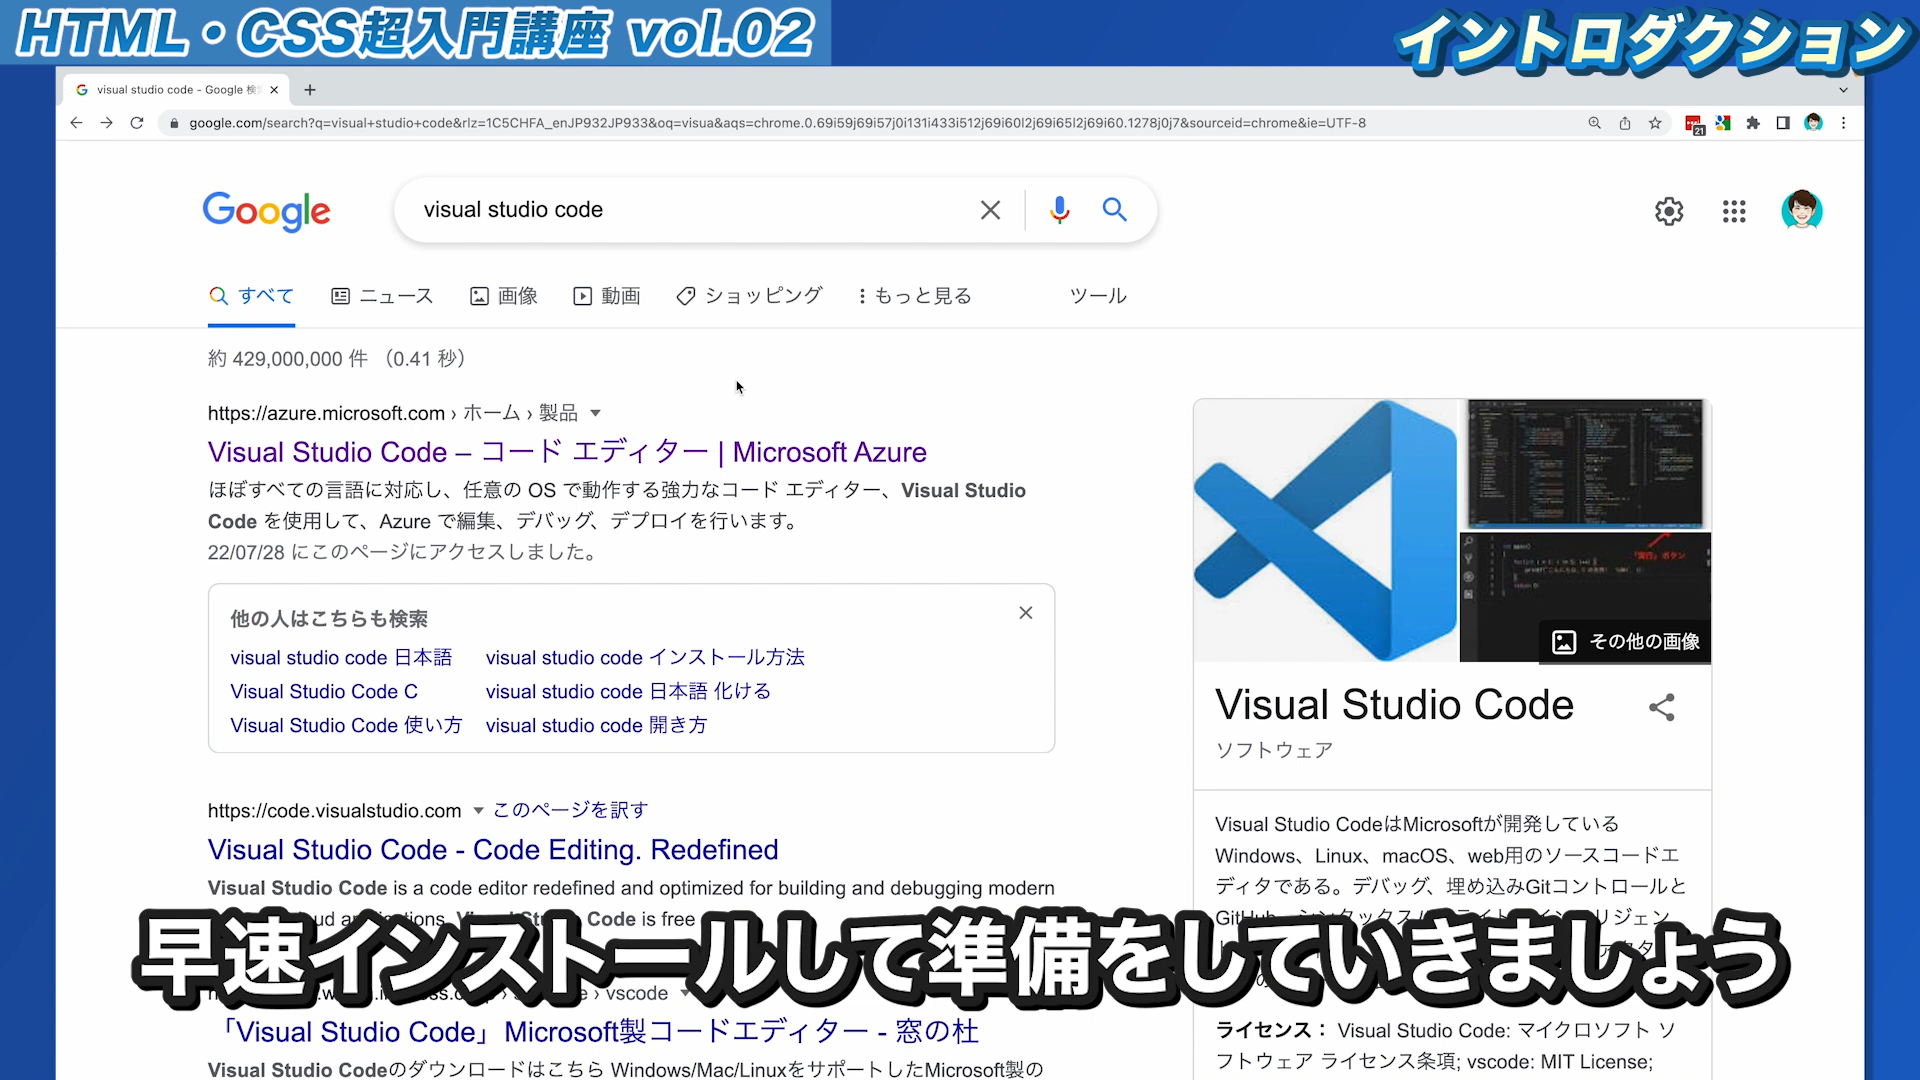 HTML・CSS超入門講座 vol.02
イントロダクション
visual studio code - Google 検
google.com/search?q=visual+studio+code&rlz=1C5CHFA_enJP932JP933&oq=visua&aqs=chrome.0.69i59j69i57j0i131i433i512j69i60l2j69i65l2j69i60.1278j0j7&sourceid=chrome&ie=UTF-8
21
Google
visual studio code
すべて ニュース 画像 動画 ショッピング もっと見る ツール
約 429,000,000 件 （0.41 秒）
https://azure.microsoft.com › ホーム › 製品
Visual Studio Code – コード エディター | Microsoft Azure
ほぼすべての言語に対応し、任意の OS で動作する強力なコード エディター、Visual Studio
Code を使用して、Azure で編集、デバッグ、デプロイを行います。
22/07/28 にこのページにアクセスしました。
他の人はこちらも検索
visual studio code 日本語 visual studio code インストール方法
Visual Studio Code C visual studio code 日本語 化ける
Visual Studio Code 使い方 visual studio code 開き方
https://code.visualstudio.com このページを訳す
Visual Studio Code - Code Editing. Redefined
Visual Studio Code is a code editor redefined and optimized for building and debugging modern
Code is free
› vscode
「Visual Studio Code」Microsoft製コードエディター - 窓の杜
Visual Studio Codeのダウンロードはこちら Windows/Mac/LinuxをサポートしたMicrosoft製の
「実行」ボタン
その他の画像
Visual Studio Code
ソフトウェア
Visual Studio CodeはMicrosoftが開発している
Windows、Linux、macOS、web用のソースコードエ
ディタである。デバッグ、埋め込みGitコントロールと
ライセンス： Visual Studio Code: マイクロソフト ソ
フトウェア ライセンス条項; vscode: MIT License;
早速インストールして準備をしていきましょう